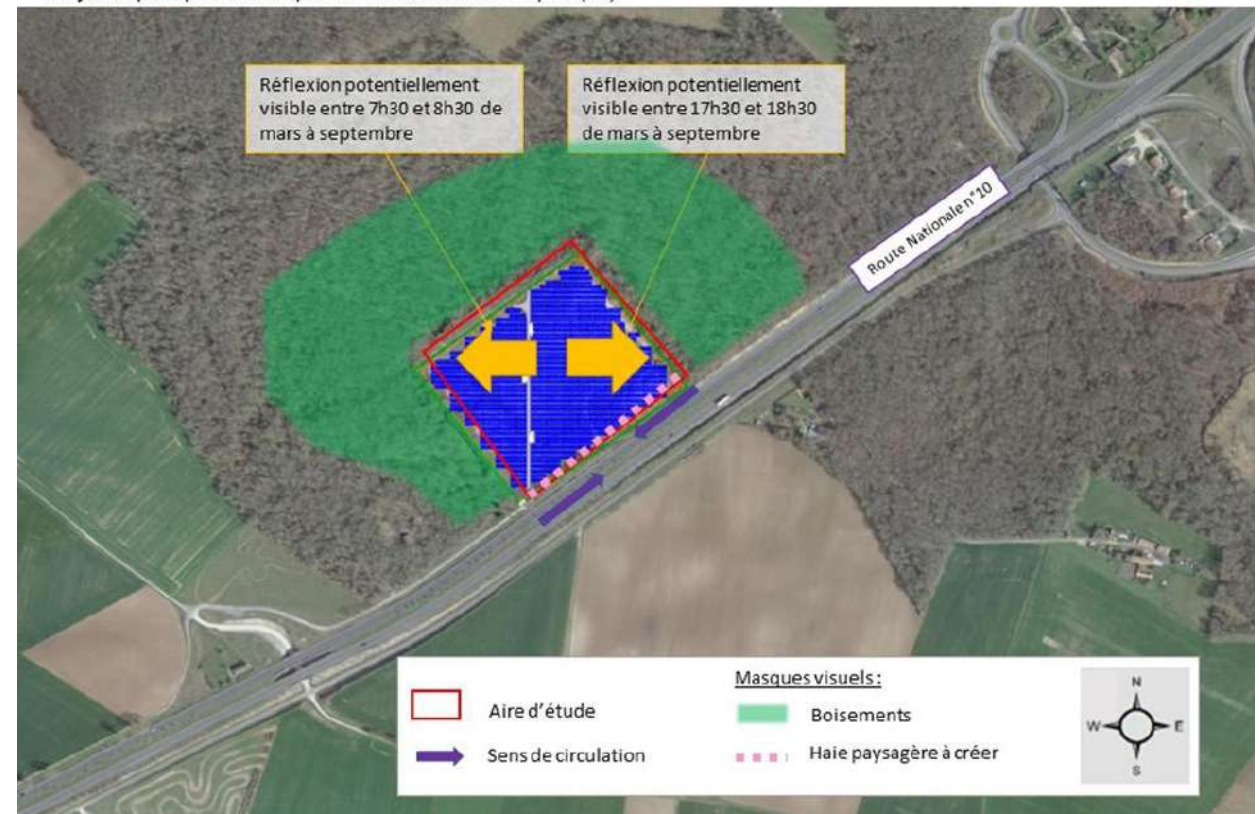 Réflexion potentiellement
visible entre 7h30 et 8h30 de
mars à septembre
Réflexion potentiellement
visible entre 17h30 et 18h30
de mars à septembre
Route Nationale n°10
Aire d'étude
Sens de circulation
Masques visuels :
Boisements
Haie paysagère à créer
N
W
E
S